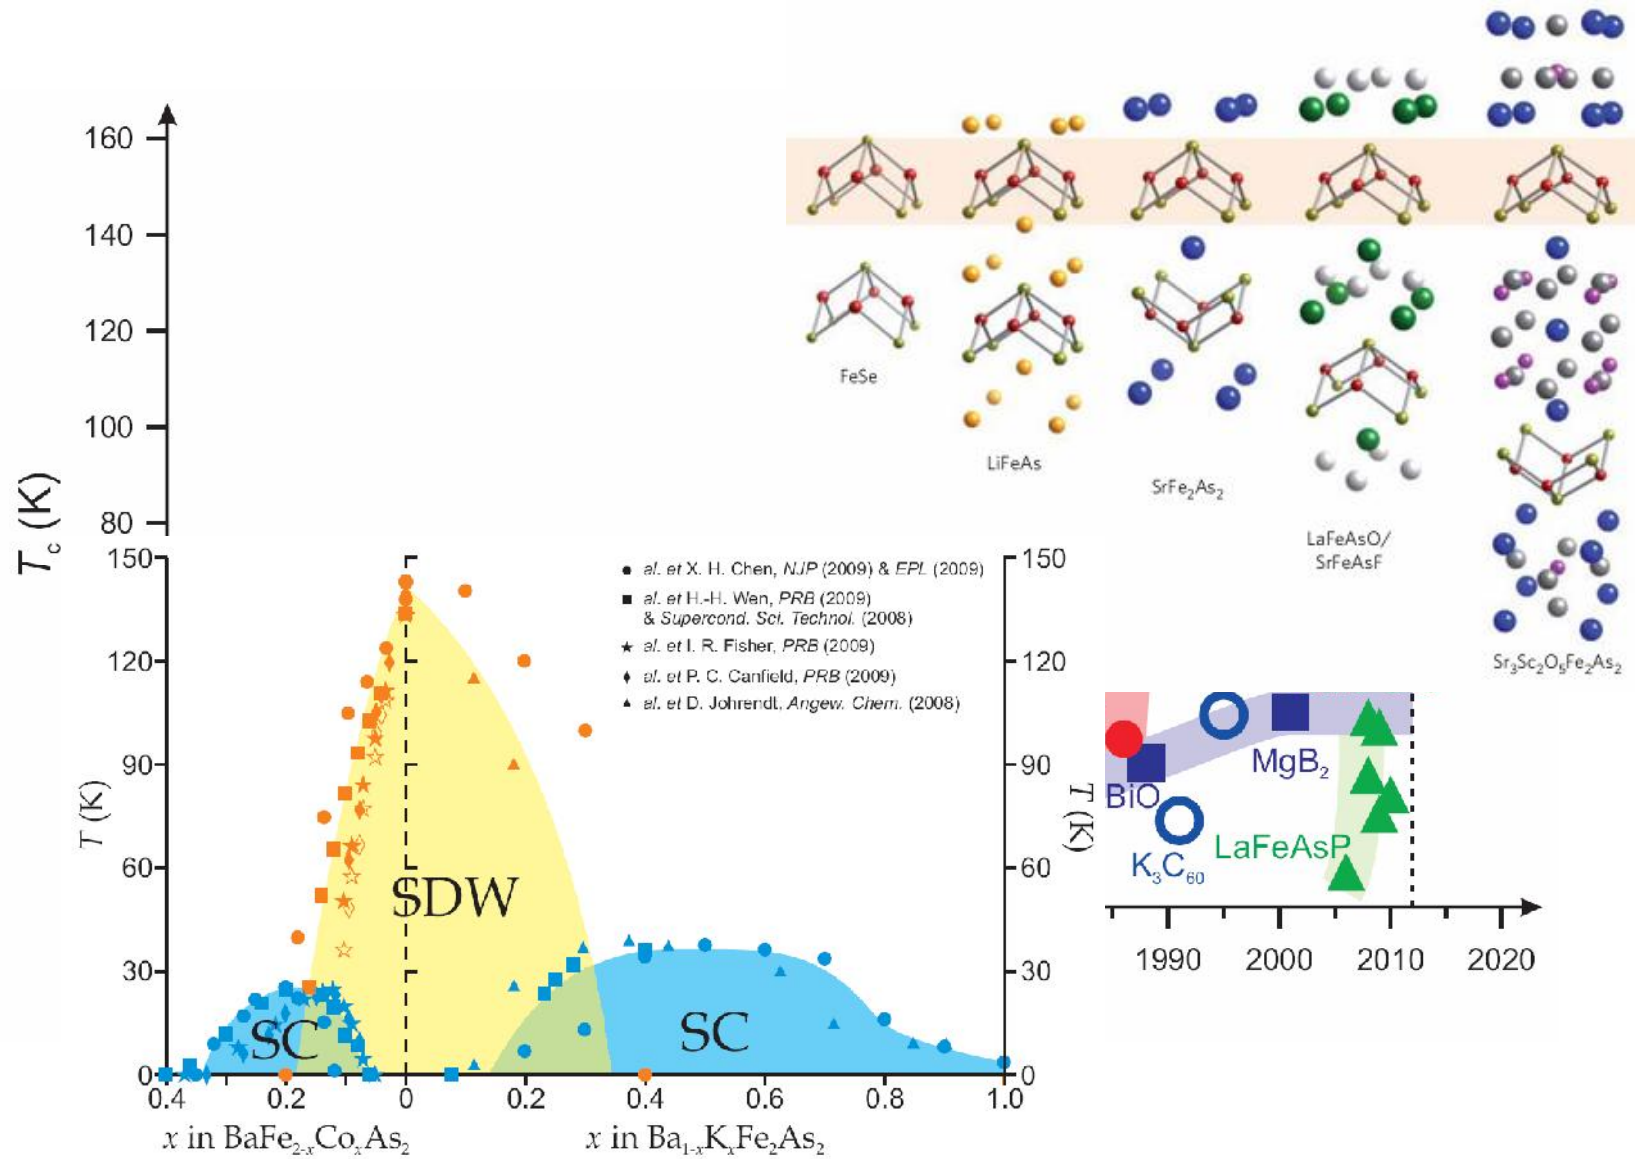 160
140
120
100
80
T_c (K)
FeSe
LiFeAs
SrFe₂As₂
LaFeAsO/
SrFeAsF
Sr₃Sc₂O₅Fe₂As₂
150
120
90
60
30
0
T (K)
al. et X. H. Chen, NJP (2009) & EPL (2009)
al. et H.-H. Wen, PRB (2009)
& Supercond. Sci. Technol. (2008)
al. et I. R. Fisher, PRB (2009)
al. et P. C. Canfield, PRB (2009)
al. et D. Johrendt, Angew. Chem. (2008)
SDW
SC
SC
150
120
90
60
30
0
T (K)
0.4 0.2 0 0.2 0.4 0.6 0.8 1.0
x in BaFe₂₋ₓCoₓAs₂
x in Ba₁₋ₓKₓFe₂As₂
MgB₂
BiO
LaFeAsP
K₃C₆₀
1990 2000 2010 2020